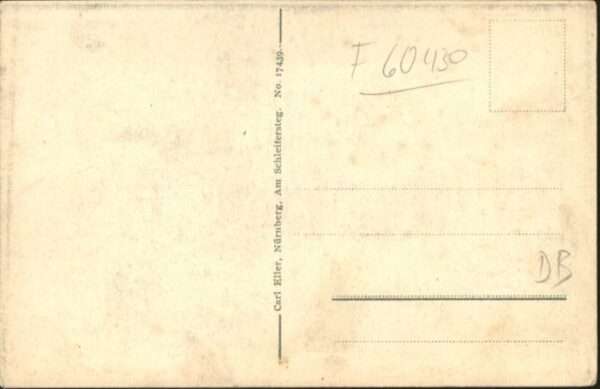 F 60430
Carl Eller, Nürnberg, Am Schleifersteg. No. 17439.
DB